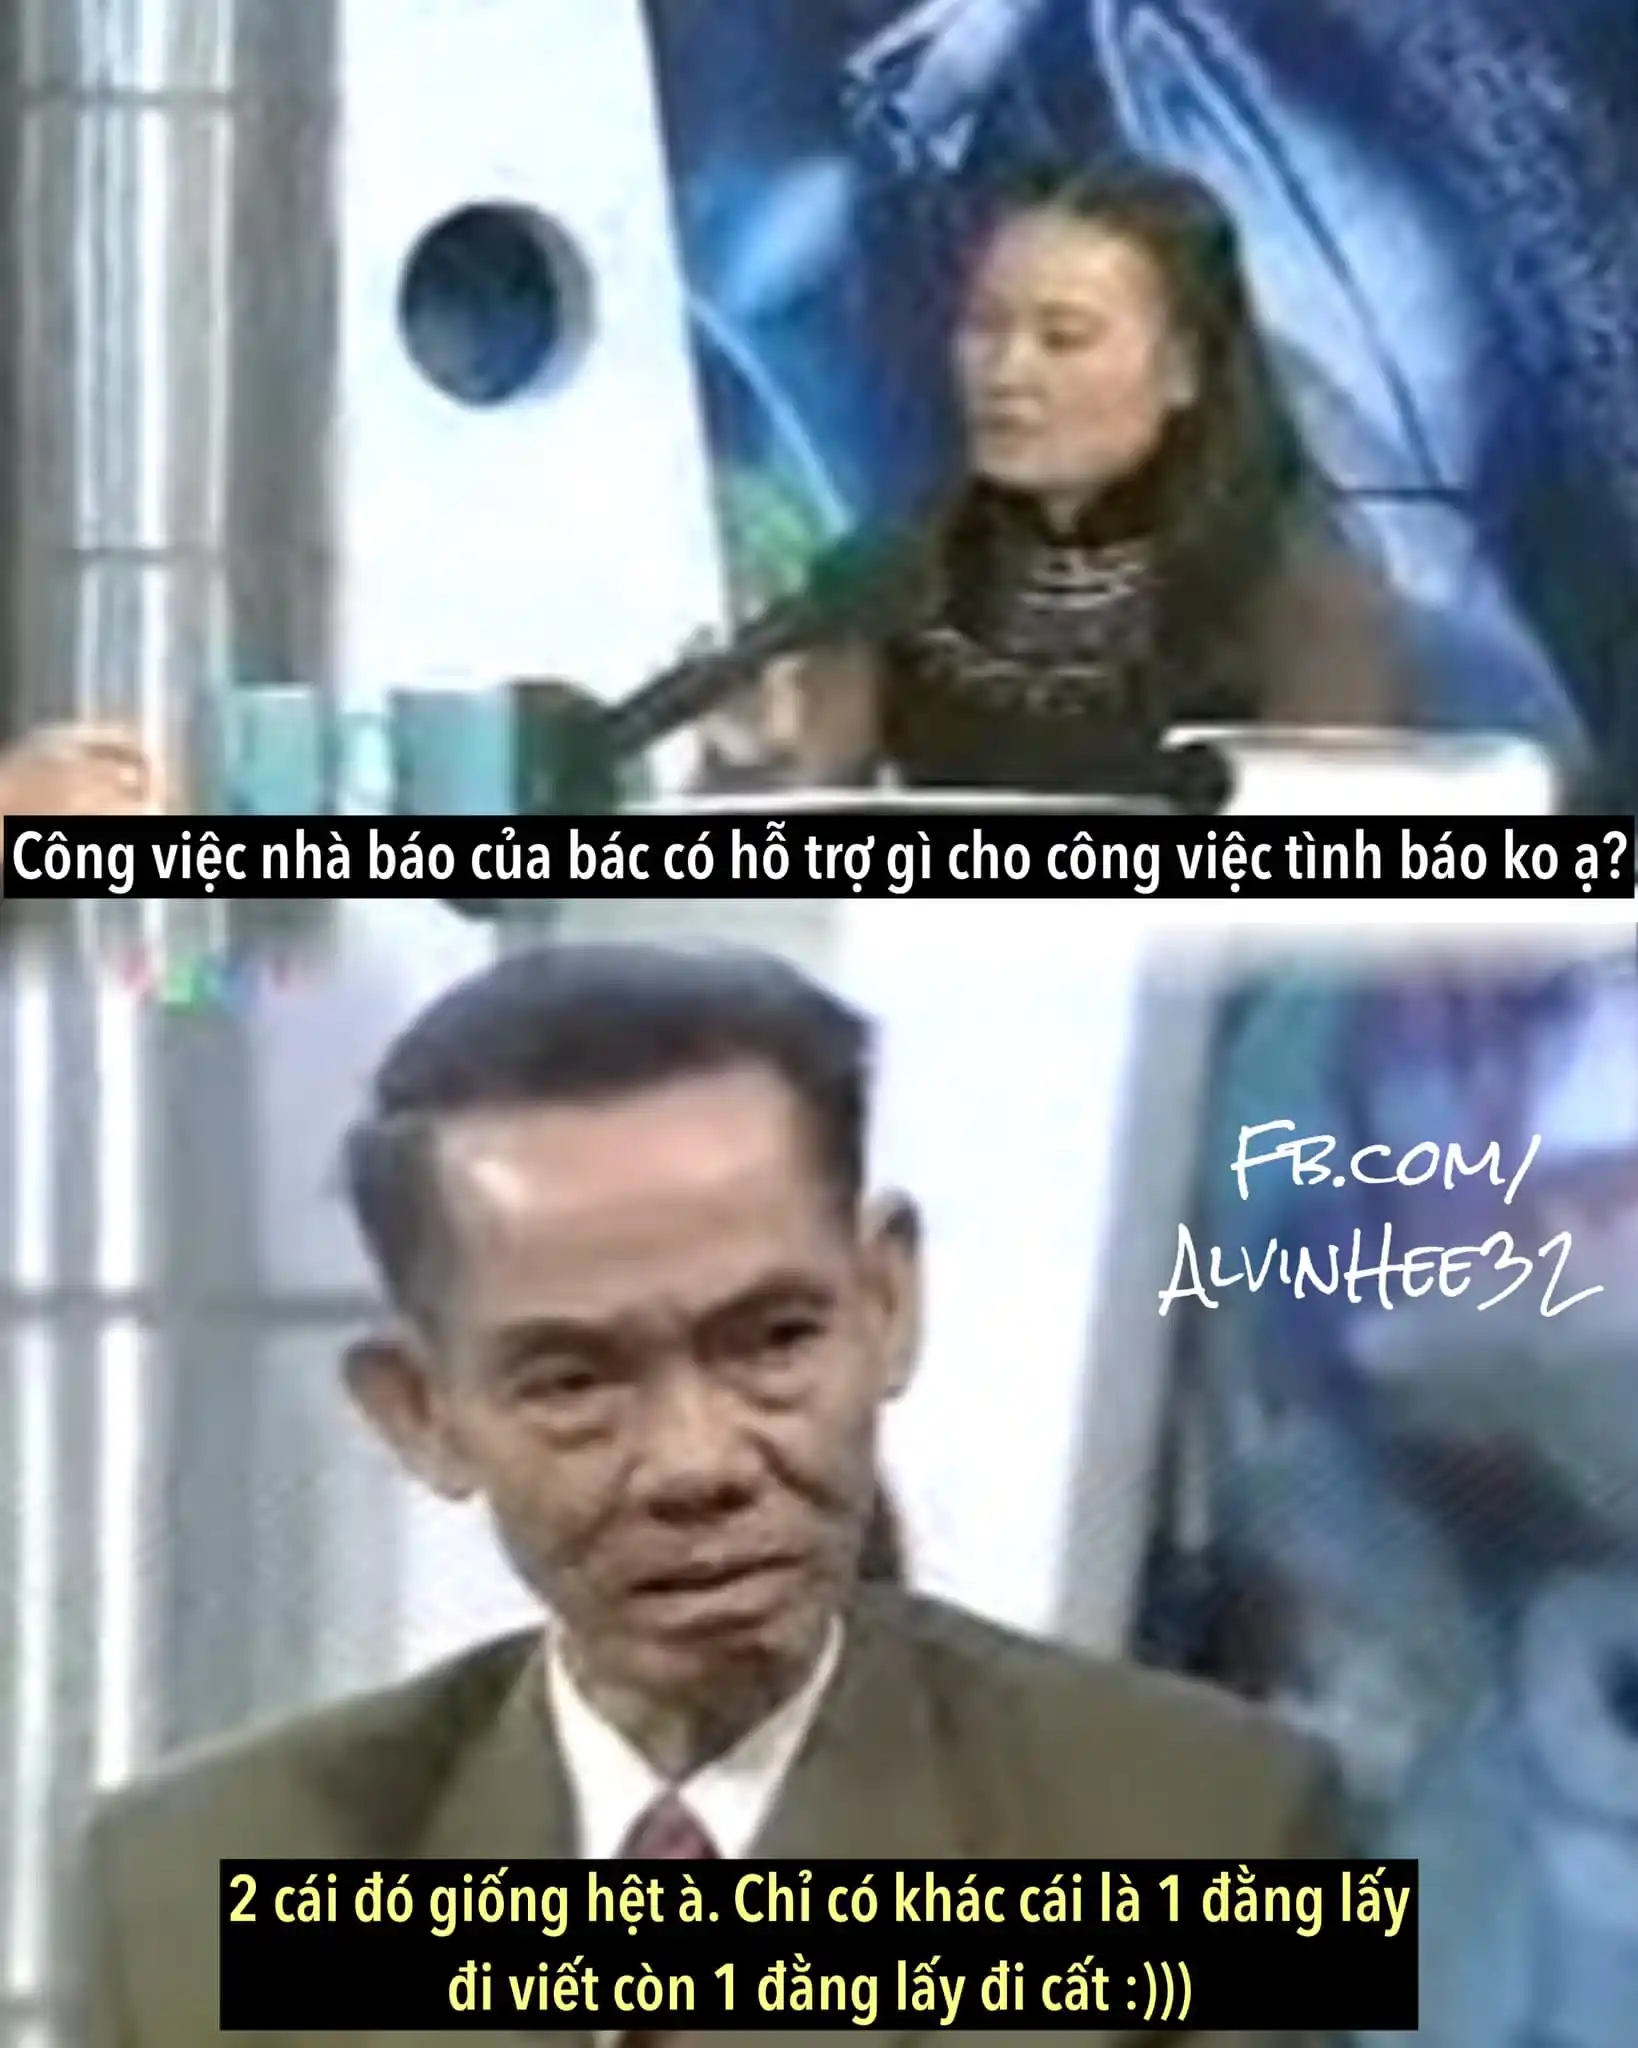 Công việc nhà báo của bác có hỗ trợ gì cho công việc tình báo ko ạ?
FB.COM/
ALVINHEE32
2 cái đó giống hệt à. Chỉ có khác cái là 1 đằng lấy
đi viết còn 1 đằng lấy đi cất :)))